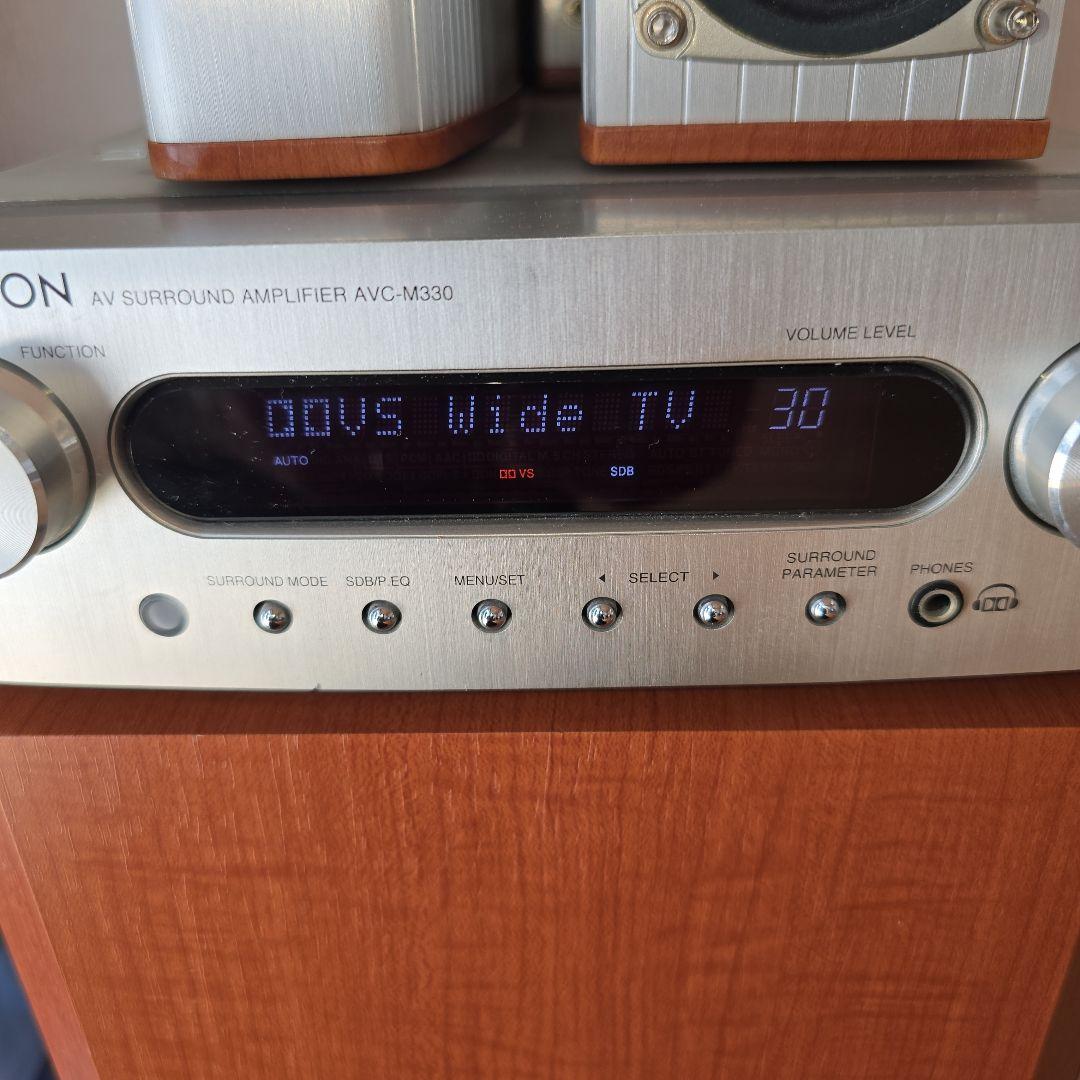 ON AV SURROUND AMPLIFIER AVC-M330
FUNCTION
VOLUME LEVEL
▯▯VS Wide TV 30
AUTO
▯▯ VS SDB
SURROUND MODE SDB/P.EQ MENU/SET ◂ SELECT ▸ SURROUND PARAMETER PHONES